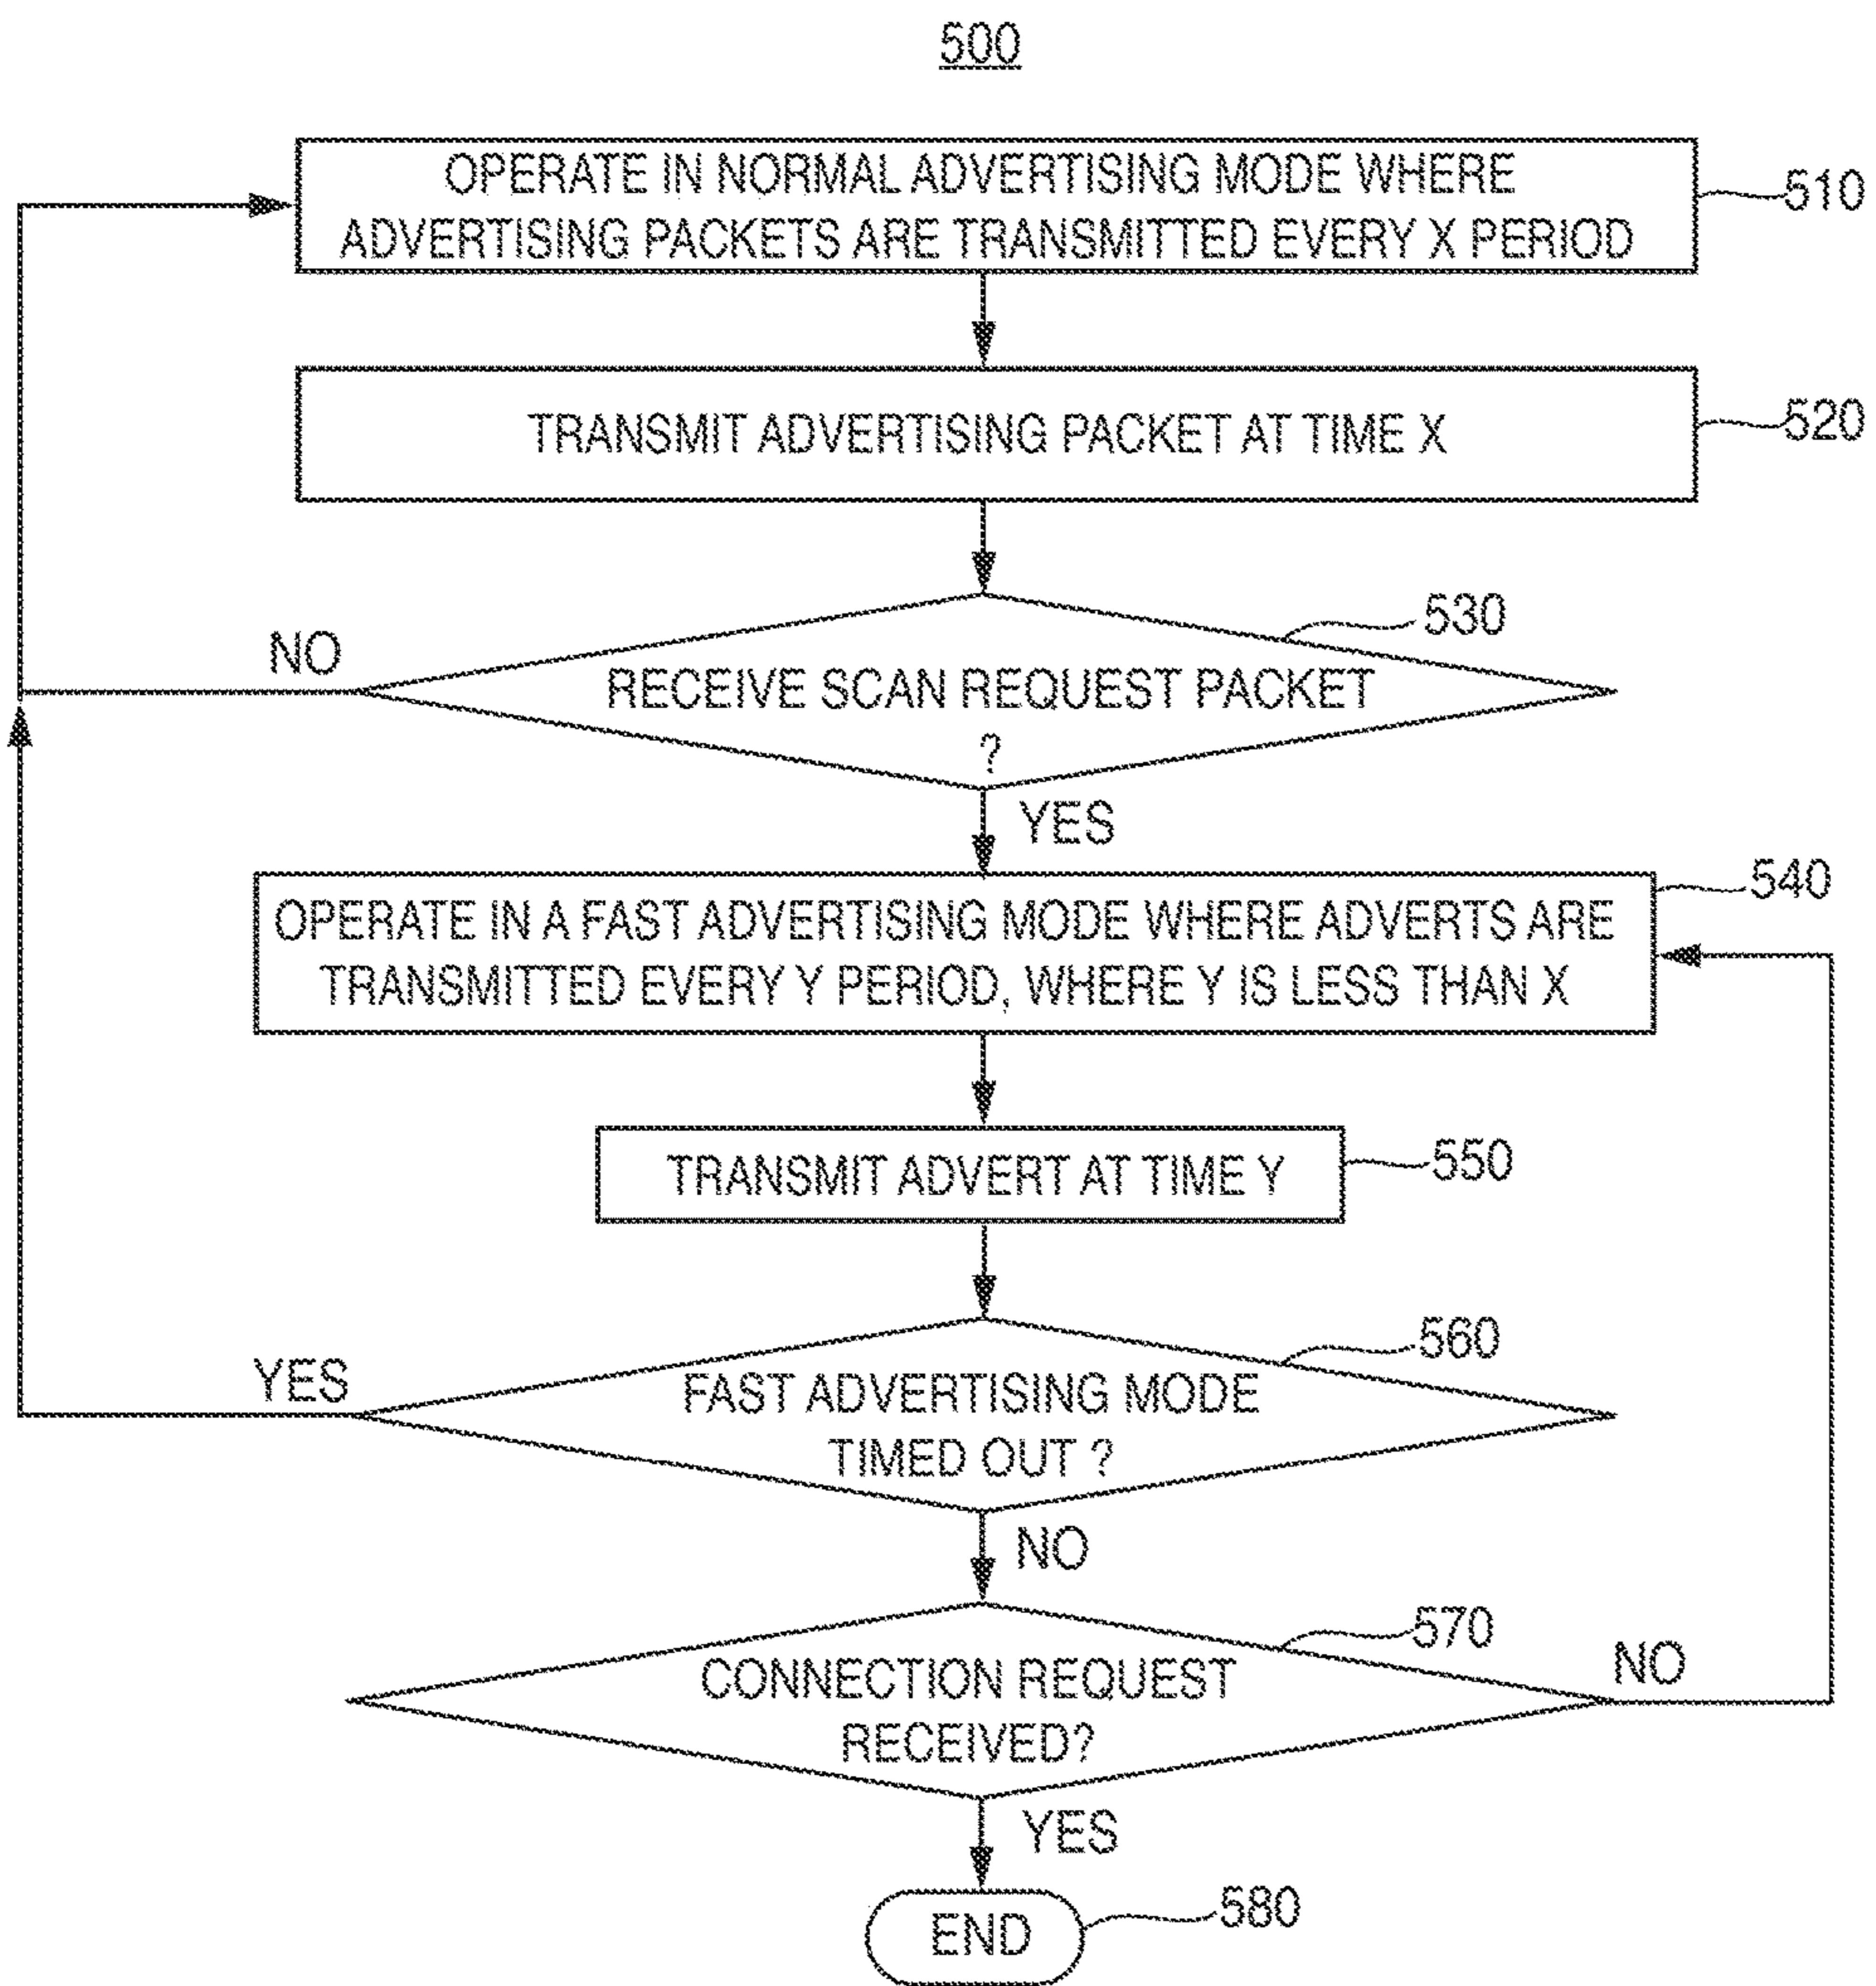 500
OPERATE IN NORMAL ADVERTISING MODE WHERE
ADVERTISING PACKETS ARE TRANSMITTED EVERY X PERIOD
510
TRANSMIT ADVERTISING PACKET AT TIME X
520
530
NO
RECEIVE SCAN REQUEST PACKET
?
YES
540
OPERATE IN A FAST ADVERTISING MODE WHERE ADVERTS ARE
TRANSMITTED EVERY Y PERIOD, WHERE Y IS LESS THAN X
TRANSMIT ADVERT AT TIME Y
550
560
YES
FAST ADVERTISING MODE
TIMED OUT ?
NO
570
CONNECTION REQUEST
RECEIVED?
NO
YES
END
580